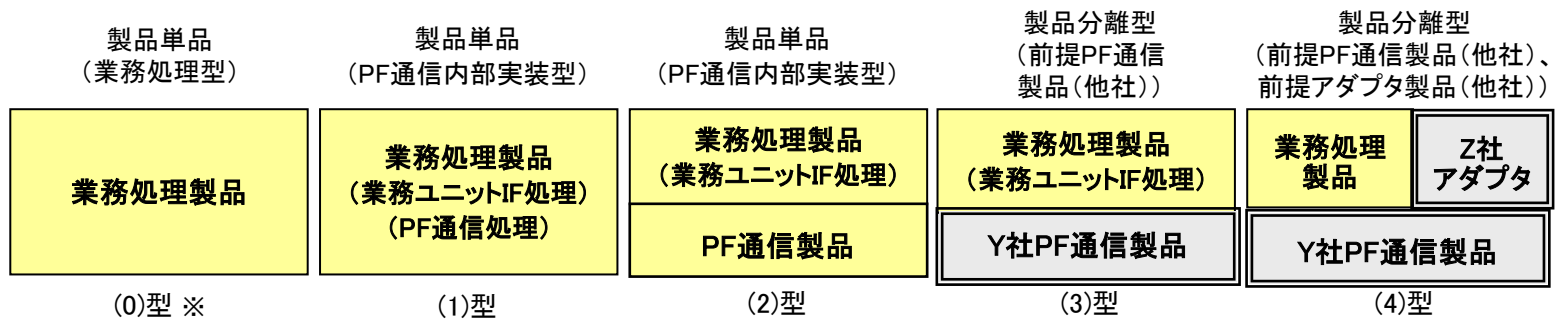 製品単品
(業務処理型)
製品単品
(PF通信内部実装型)
製品単品
(PF通信内部実装型)
製品分離型
(前提PF通信
製品(他社))
製品分離型
(前提PF通信製品(他社)、
前提アダプタ製品(他社))
業務処理製品
業務処理製品
(業務ユニットIF処理)
(PF通信処理)
業務処理製品
(業務ユニットIF処理)
PF通信製品
業務処理製品
(業務ユニットIF処理)
Y社PF通信製品
業務処理
製品
Z社
アダプタ
Y社PF通信製品
(0)型 ※
(1)型
(2)型
(3)型
(4)型